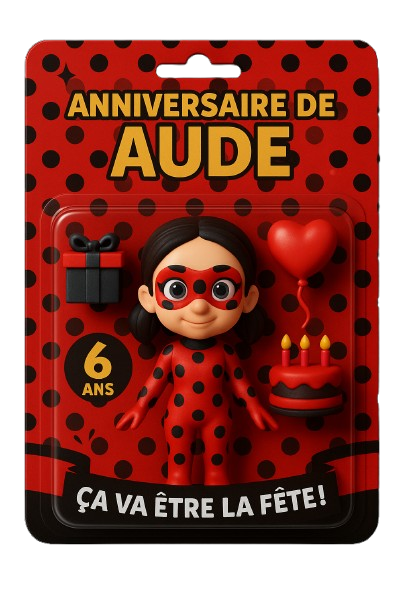 ANNIVERSAIRE DE
AUDE
6
ANS
ÇA VA ÊTRE LA FÊTE!